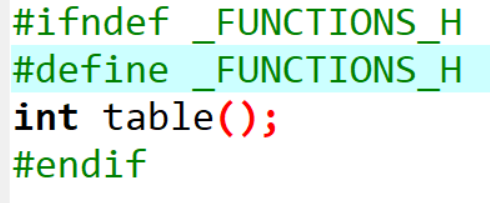 #ifndef _FUNCTIONS_H
#define _FUNCTIONS_H
int table();
#endif